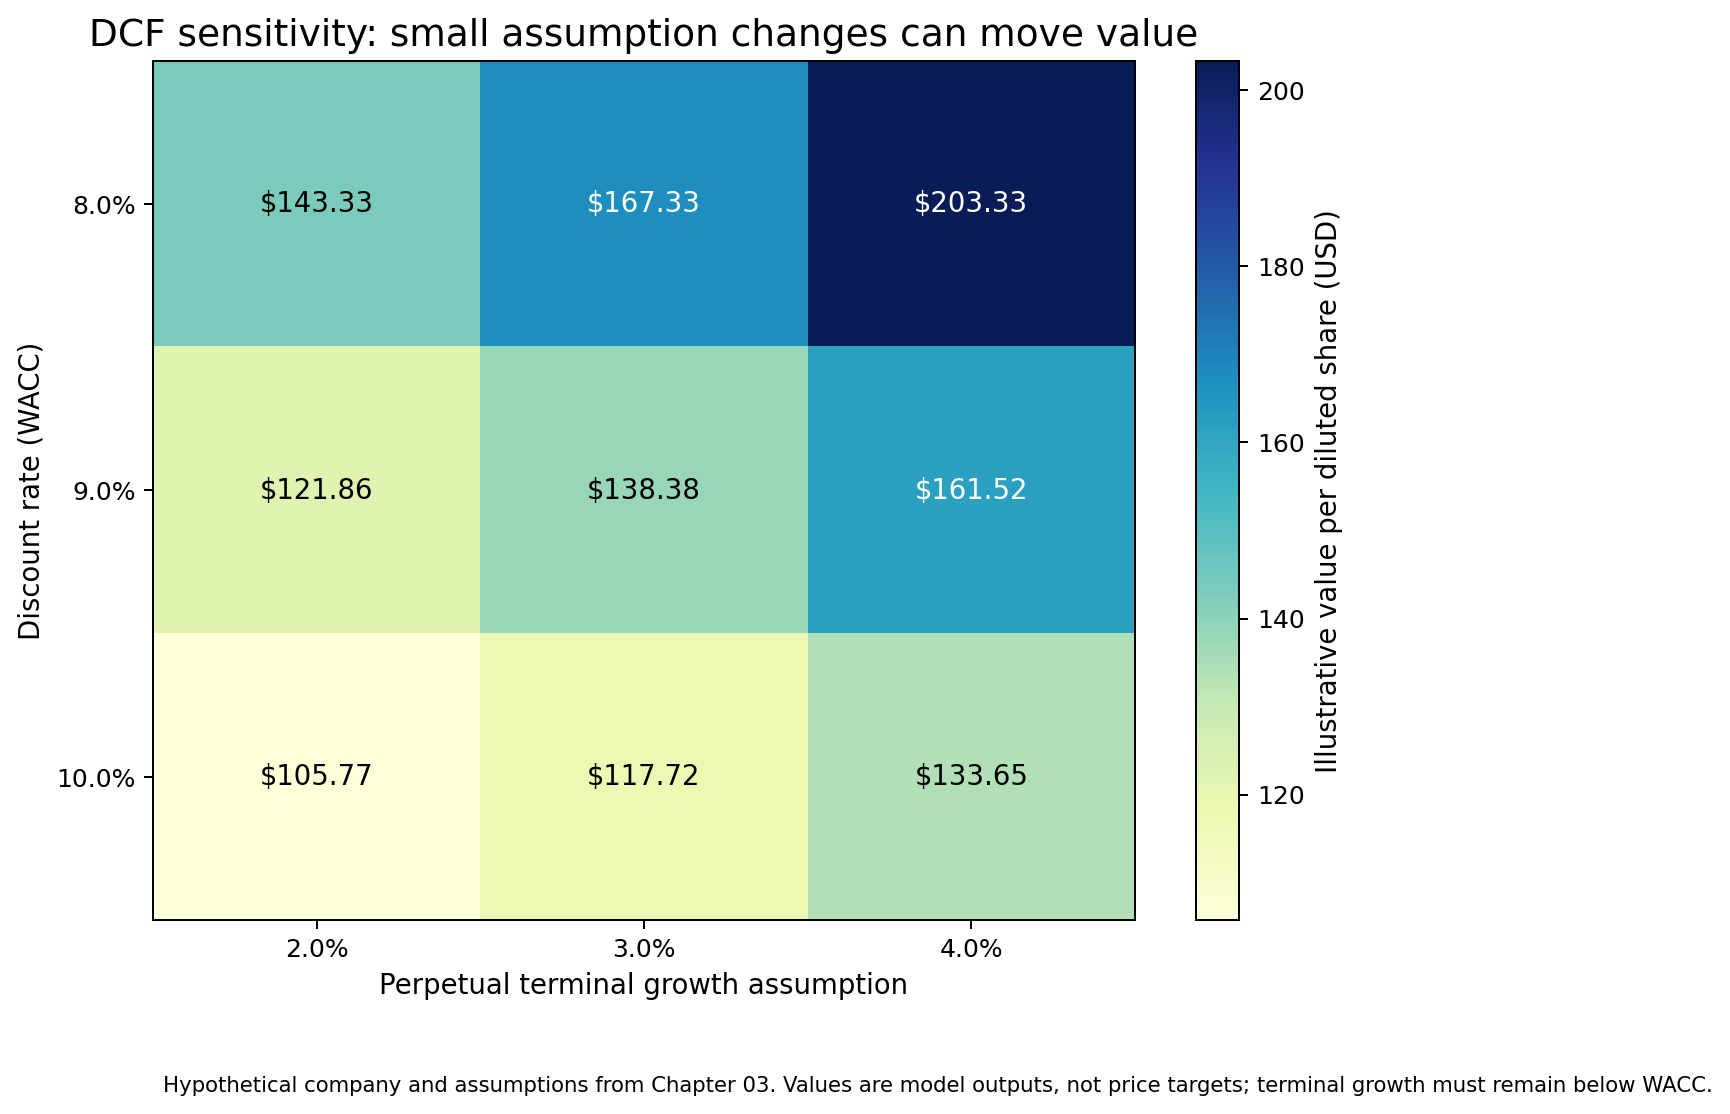 DCF sensitivity: small assumption changes can move value
Discount rate (WACC)
8.0% $143.33 $167.33 $203.33
9.0% $121.86 $138.38 $161.52
10.0% $105.77 $117.72 $133.65
2.0% 3.0% 4.0%
Perpetual terminal growth assumption
200
180
160
140
120
Illustrative value per diluted share (USD)
Hypothetical company and assumptions from Chapter 03. Values are model outputs, not price targets; terminal growth must remain below WACC.